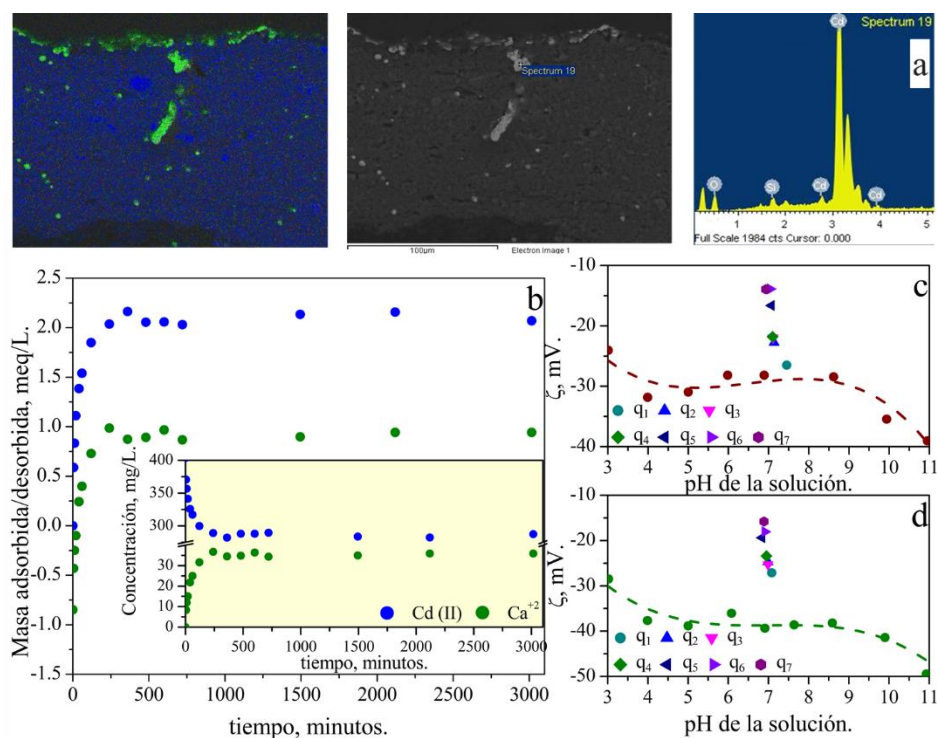 Spectrum 19
100µm
Electron Image 1
Spectrum 19
a
Cd
O
Si
Cd
Cd
1 2 3 4 5
Full Scale 1984 cts Cursor: 0.000
b
Masa adsorbida/desorbida, meq/L.
2.5
2.0
1.5
1.0
0.5
0.0
-0.5
-1.0
-1.5
0 500 1000 1500 2000 2500 3000
tiempo, minutos.
Concentración, mg/L.
400
350
300
30
20
10
0
0 500 1000 1500 2000 2500 3000
Cd (II) Ca+2
tiempo, minutos.
c
ζ, mV.
-10
-20
-30
-40
q1 q2 q3
q4 q5 q6 q7
3 4 5 6 7 8 9 10 11
pH de la solución.
d
ζ, mV.
-10
-20
-30
-40
-50
q1 q2 q3
q4 q5 q6 q7
3 4 5 6 7 8 9 10 11
pH de la solución.